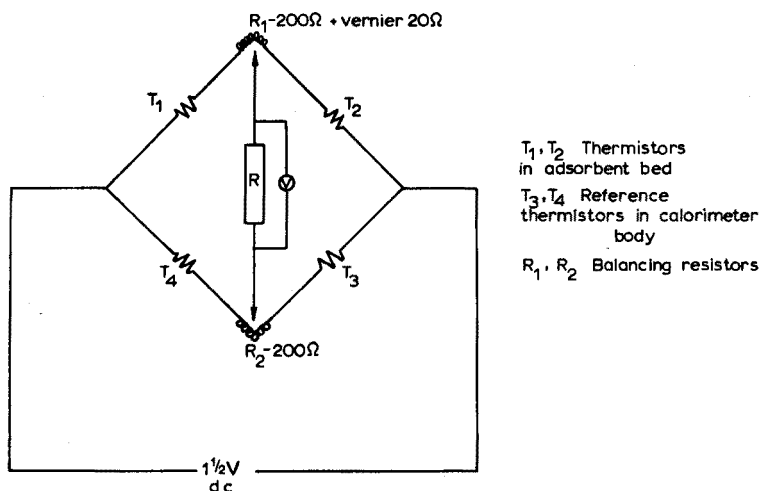 R₁-200Ω + vernier 20Ω
T₁
T₂
R
V
T₄
T₃
R₂-200Ω
1½V
dc
T₁, T₂ Thermistors
in adsorbent bed
T₃, T₄ Reference
thermistors in calorimeter
body
R₁, R₂ Balancing resistors